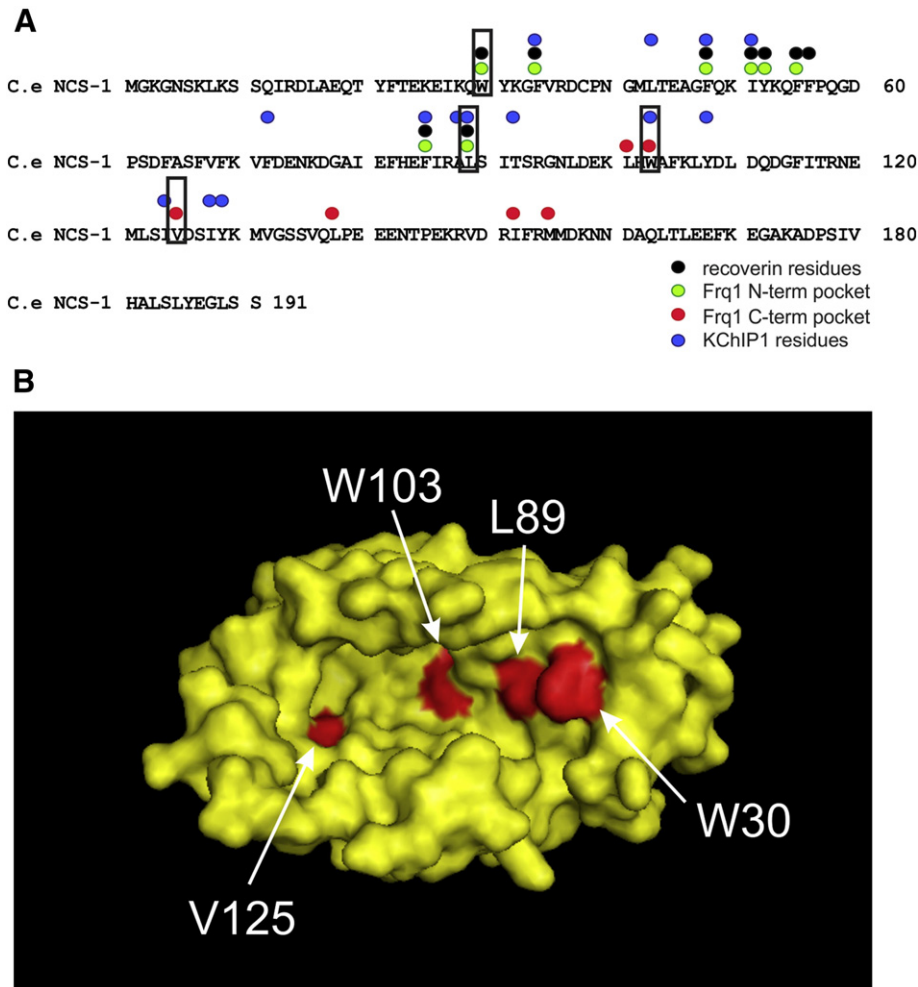 A
C.e NCS-1 MGKGNSKLKS SQIRDLAEQT YFTEKEIKQW YKGFVRDCPN GMLTEAGFQK IYKQFFPQGD 60
C.e NCS-1 PSDFASFVFK VFDENKDGAI EFHEFIRALS ITSRGNLDEK LHWAFKLYDL DQDGFITRNE 120
C.e NCS-1 MLSIVDSIYK MVGSSVQLPE EENTPEKRVD RIFRMMDKNN DAQLTLEEFK EGAKADPSIV 180
C.e NCS-1 HALSLYEGLS S 191
recoverin residues
Frq1 N-term pocket
Frq1 C-term pocket
KChIP1 residues
B
W103
L89
W30
V125